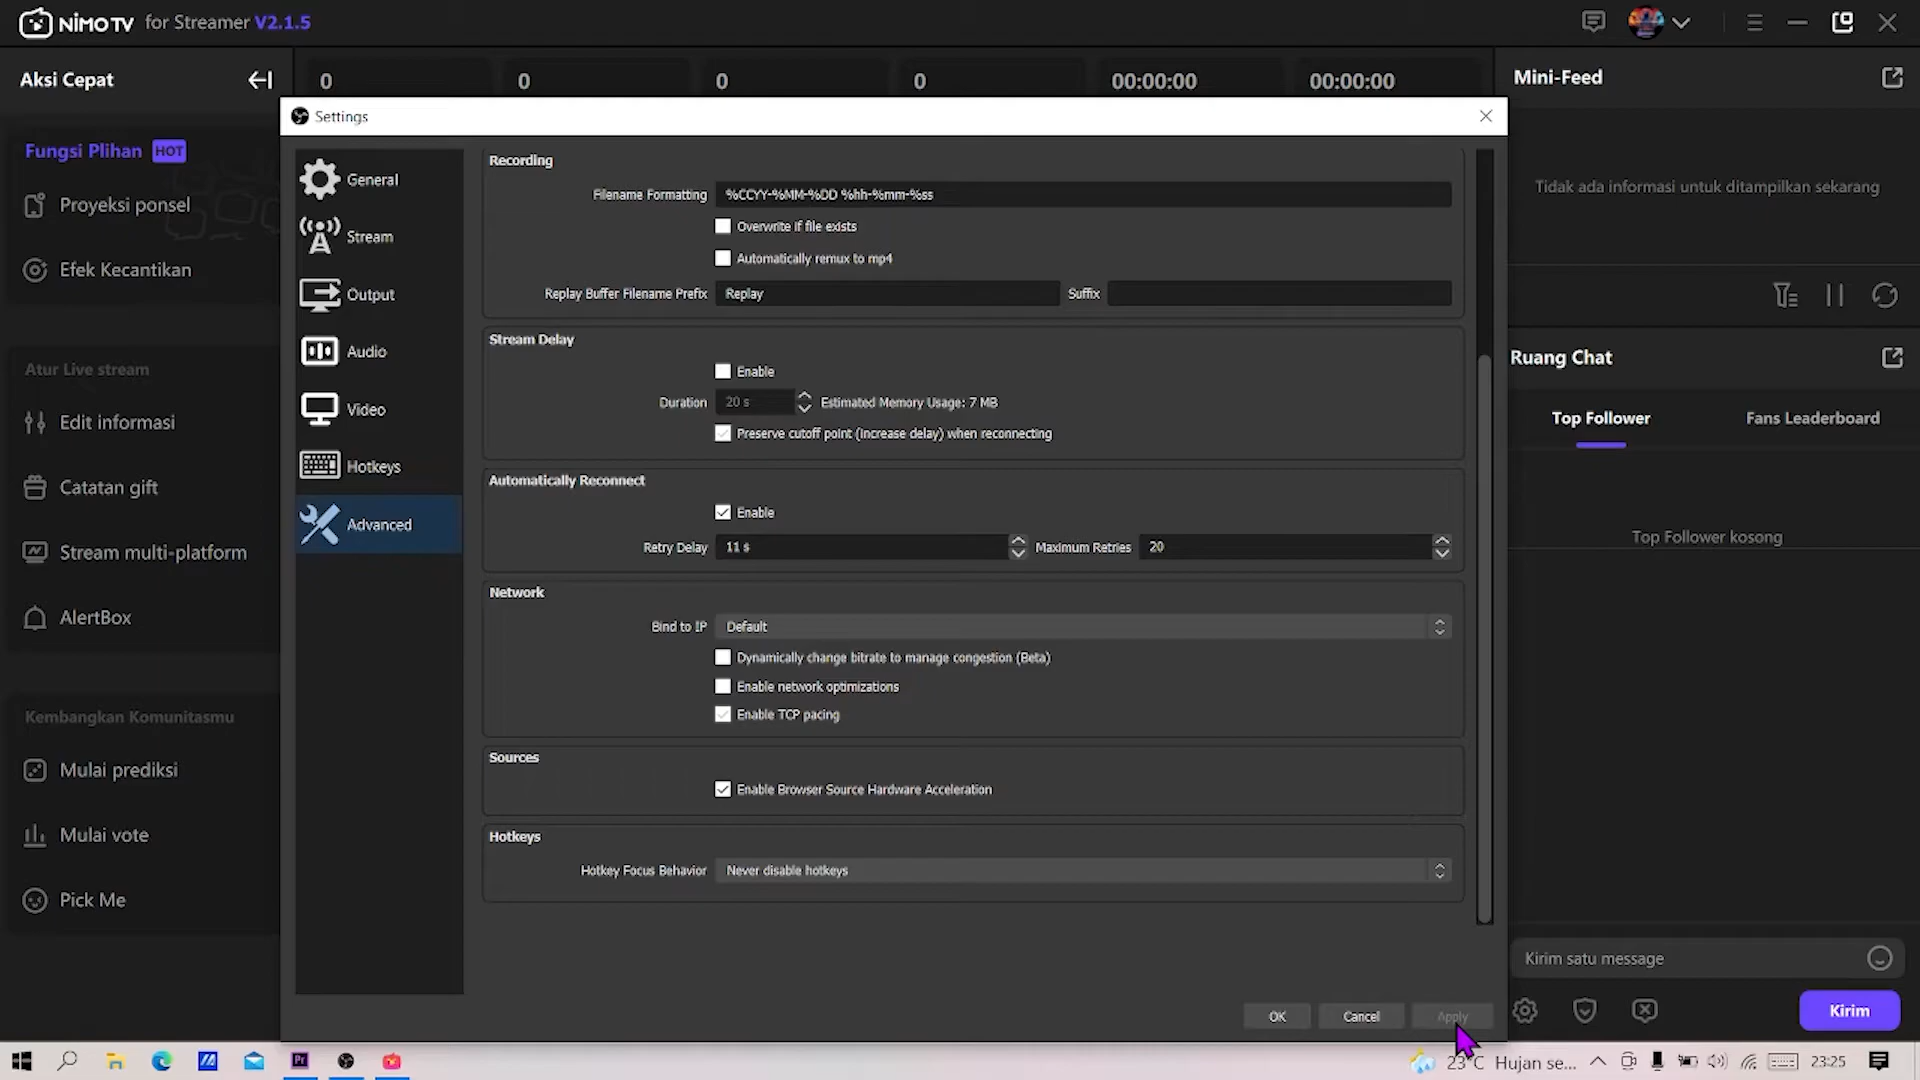 NIMO TV for Streamer V2.1.5
Aksi Cepat
0 0 0 0 00:00:00 00:00:00
Mini-Feed
Settings
Fungsi Plihan HOT
Proyeksi ponsel
Efek Kecantikan
Atur Live stream
Edit informasi
Catatan gift
Stream multi-platform
AlertBox
Kembangkan Komunitasmu
Mulai prediksi
Mulai vote
Pick Me
General
Stream
Output
Audio
Video
Hotkeys
Advanced
Recording
Filename Formatting %CCYY-%MM-%DD %hh-%mm-%ss
Overwrite if file exists
Automatically remux to mp4
Replay Buffer Filename Prefix Replay Suffix
Stream Delay
Enable
Duration 20 s Estimated Memory Usage: 7 MB
Preserve cutoff point (increase delay) when reconnecting
Automatically Reconnect
Enable
Retry Delay 11 s Maximum Retries 20
Network
Bind to IP Default
Dynamically change bitrate to manage congestion (Beta)
Enable network optimizations
Enable TCP pacing
Sources
Enable Browser Source Hardware Acceleration
Hotkeys
Hotkey Focus Behavior Never disable hotkeys
OK Cancel Apply
Tidak ada informasi untuk ditampilkan sekarang
Ruang Chat
Top Follower Fans Leaderboard
Top Follower kosong
Kirim satu message
Kirim
Pr
23°C Hujan se... 23:25